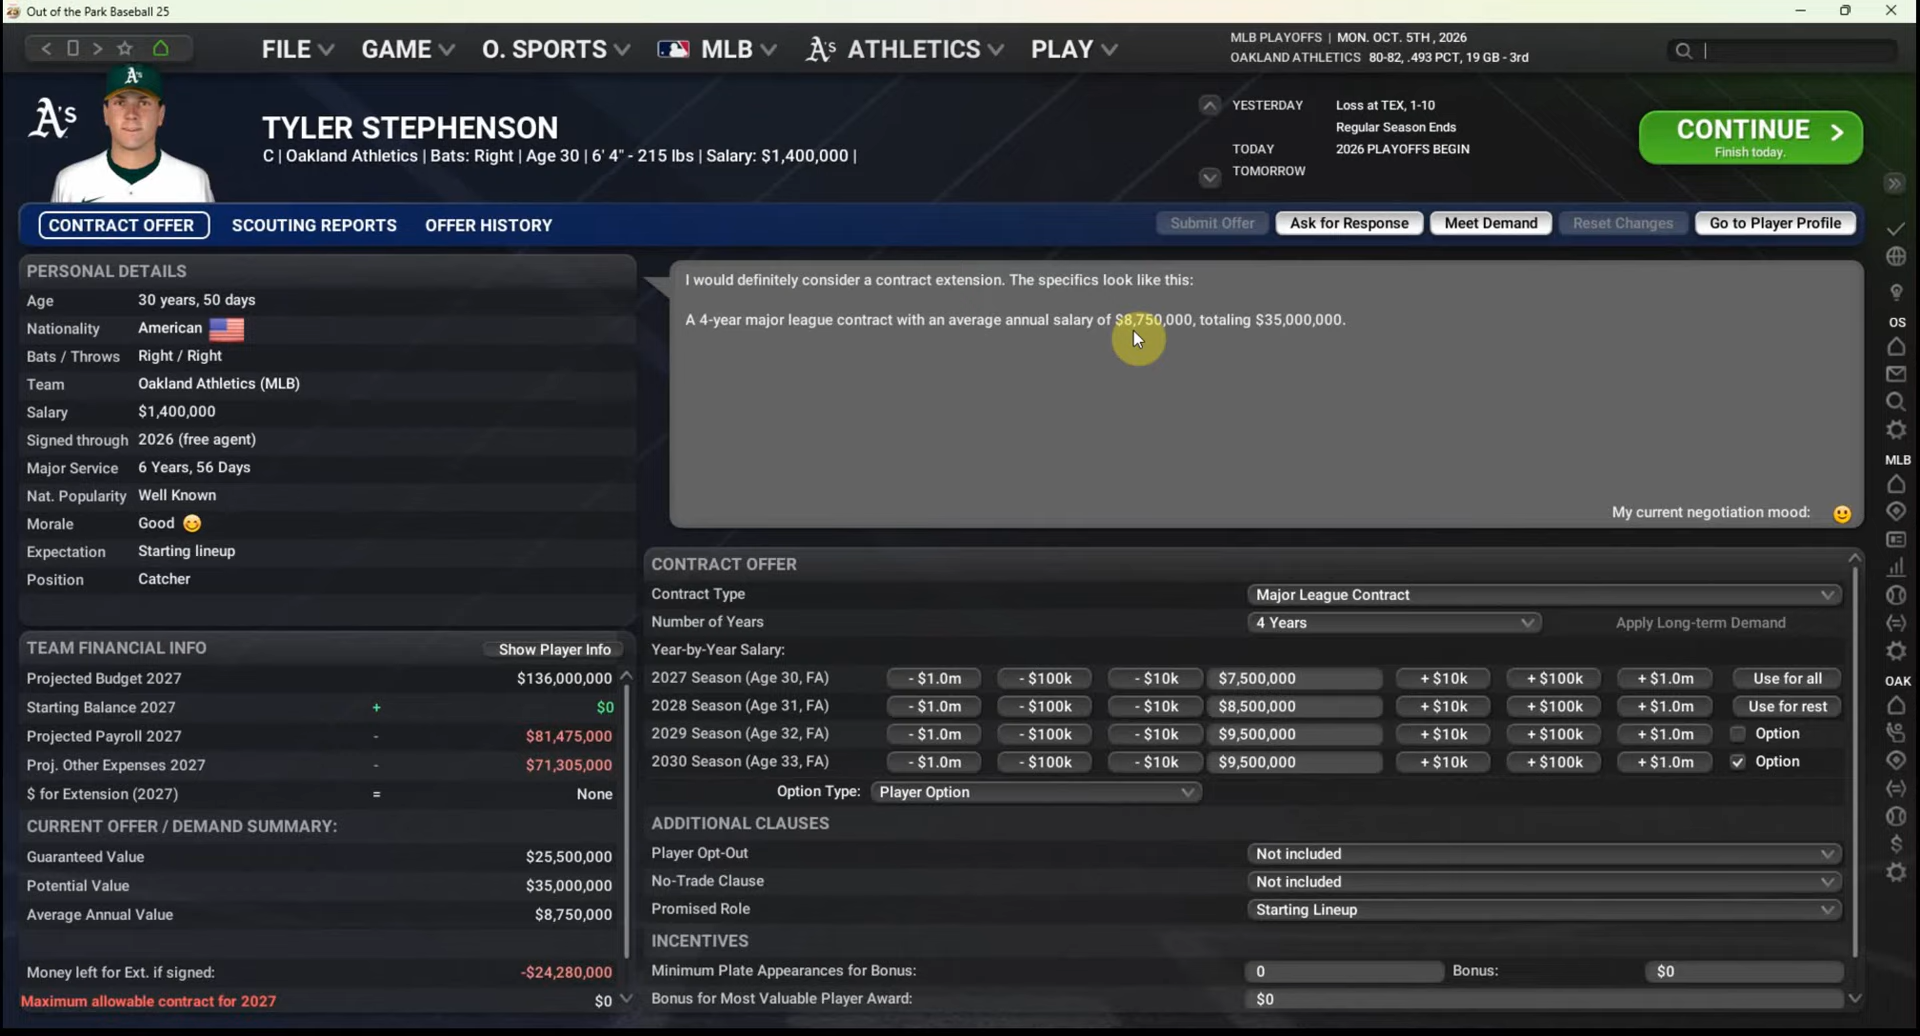 Out of the Park Baseball 25
FILE
GAME
O. SPORTS
MLB
A's ATHLETICS
PLAY
MLB PLAYOFFS | MON. OCT. 5TH , 2026
OAKLAND ATHLETICS 80-82, .493 PCT, 19 GB - 3rd
A's
TYLER STEPHENSON
C | Oakland Athletics | Bats: Right | Age 30 | 6' 4" - 215 lbs | Salary: $1,400,000 |
YESTERDAY
Loss at TEX, 1-10
Regular Season Ends
TODAY
2026 PLAYOFFS BEGIN
TOMORROW
CONTINUE
Finish today.
CONTRACT OFFER
SCOUTING REPORTS
OFFER HISTORY
Submit Offer
Ask for Response
Meet Demand
Reset Changes
Go to Player Profile
PERSONAL DETAILS
Age 30 years, 50 days
Nationality American
Bats / Throws Right / Right
Team Oakland Athletics (MLB)
Salary $1,400,000
Signed through 2026 (free agent)
Major Service 6 Years, 56 Days
Nat. Popularity Well Known
Morale Good
Expectation Starting lineup
Position Catcher
I would definitely consider a contract extension. The specifics look like this:
A 4-year major league contract with an average annual salary of $8,750,000, totaling $35,000,000.
My current negotiation mood:
TEAM FINANCIAL INFO
Show Player Info
Projected Budget 2027 $136,000,000
Starting Balance 2027 + $0
Projected Payroll 2027 - $81,475,000
Proj. Other Expenses 2027 - $71,305,000
$ for Extension (2027) = None
CURRENT OFFER / DEMAND SUMMARY:
Guaranteed Value $25,500,000
Potential Value $35,000,000
Average Annual Value $8,750,000
Money left for Ext. if signed: -$24,280,000
Maximum allowable contract for 2027 $0
CONTRACT OFFER
Contract Type Major League Contract
Number of Years 4 Years Apply Long-term Demand
Year-by-Year Salary:
2027 Season (Age 30, FA) - $1.0m - $100k - $10k $7,500,000 + $10k + $100k + $1.0m Use for all
2028 Season (Age 31, FA) - $1.0m - $100k - $10k $8,500,000 + $10k + $100k + $1.0m Use for rest
2029 Season (Age 32, FA) - $1.0m - $100k - $10k $9,500,000 + $10k + $100k + $1.0m Option
2030 Season (Age 33, FA) - $1.0m - $100k - $10k $9,500,000 + $10k + $100k + $1.0m Option
Option Type: Player Option
ADDITIONAL CLAUSES
Player Opt-Out Not included
No-Trade Clause Not included
Promised Role Starting Lineup
INCENTIVES
Minimum Plate Appearances for Bonus: 0 Bonus: $0
Bonus for Most Valuable Player Award: $0
OS
MLB
OAK